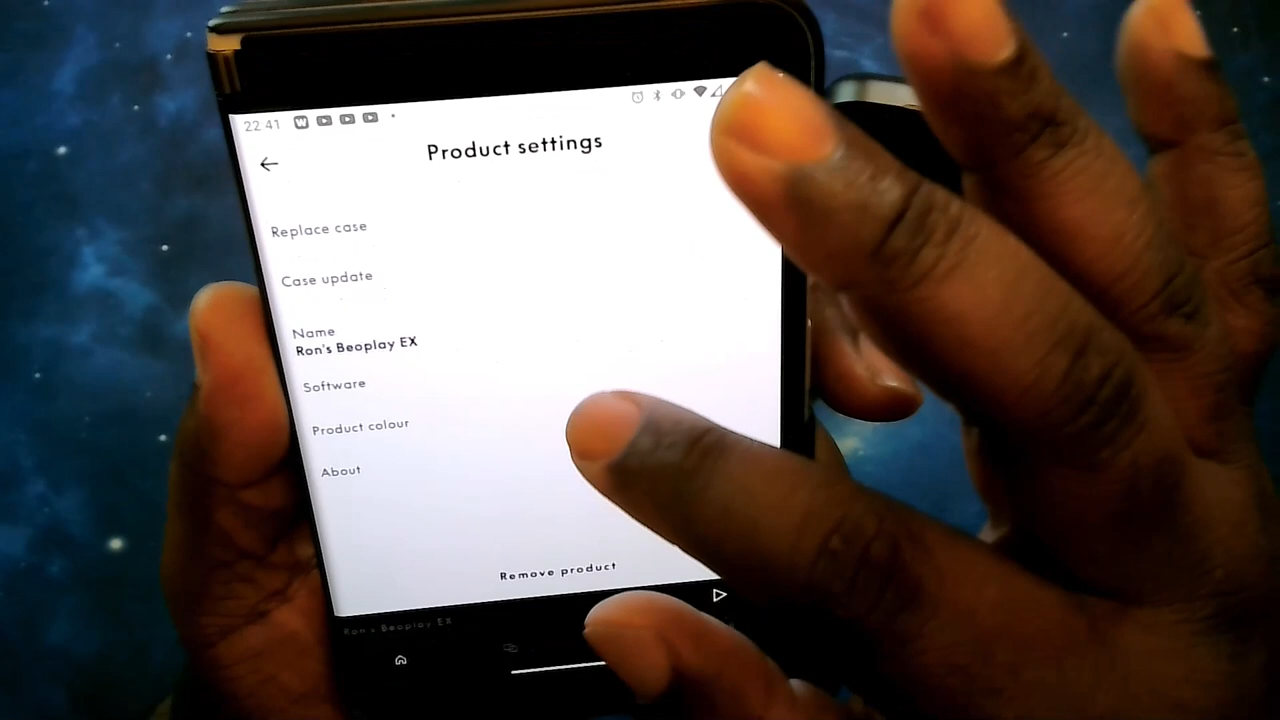 22:41 W
Product settings
Replace case
Case update
Name
Ron's Beoplay EX
Software
Product colour
About
Remove product
Ron's Beoplay EX